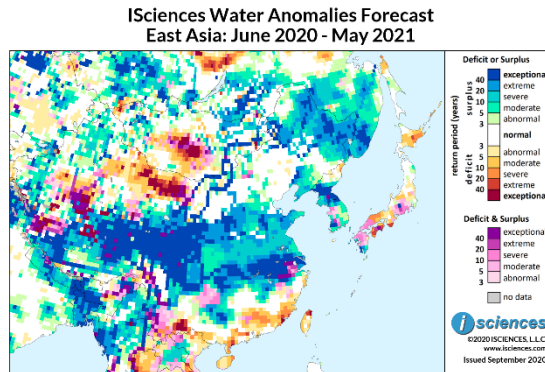 ISciences Water Anomalies Forecast
East Asia: June 2020 - May 2021
Deficit or Surplus
return period (years)
surplus
deficit
exceptional
40
extreme
20
severe
10
moderate
5
abnormal
3
normal
3
abnormal
5
moderate
10
severe
20
extreme
40
exceptional
Deficit & Surplus
exceptional
40
extreme
20
severe
10
moderate
5
abnormal
3
no data
isciences
©2020 ISCIENCES, L.L.C.
www.isciences.com
Issued September 2020